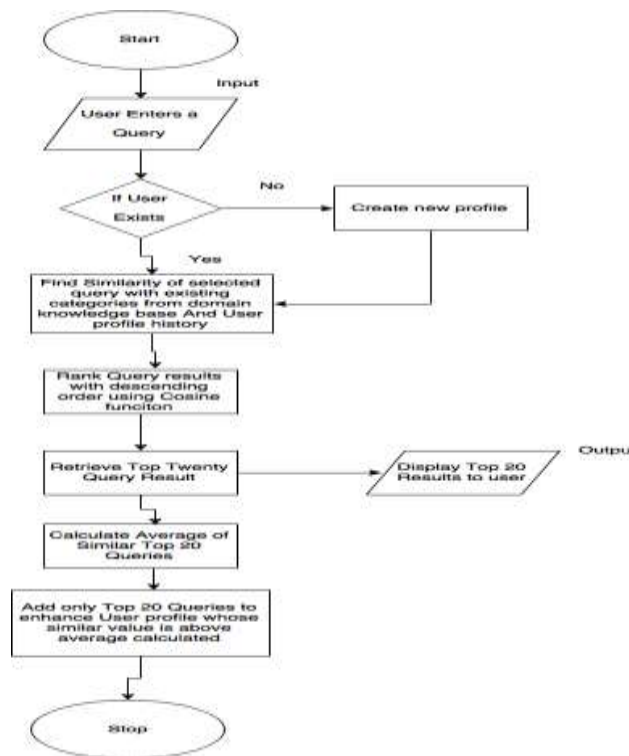 Start
Input
User Enters a
Query
If User
Exists
No
Create new profile
Yes
Find Similarity of selected
query with existing
categories from domain
knowledge base And User
profile history
Rank Query results
with descending
order using Cosine
funciton
Retrieve Top Twenty
Query Result
Output
Display Top 20
Results to user
Calculate Average of
Similar Top 20
Queries
Add only Top 20 Queries to
enhance User profile whose
similar value is above
average calculated
Stop